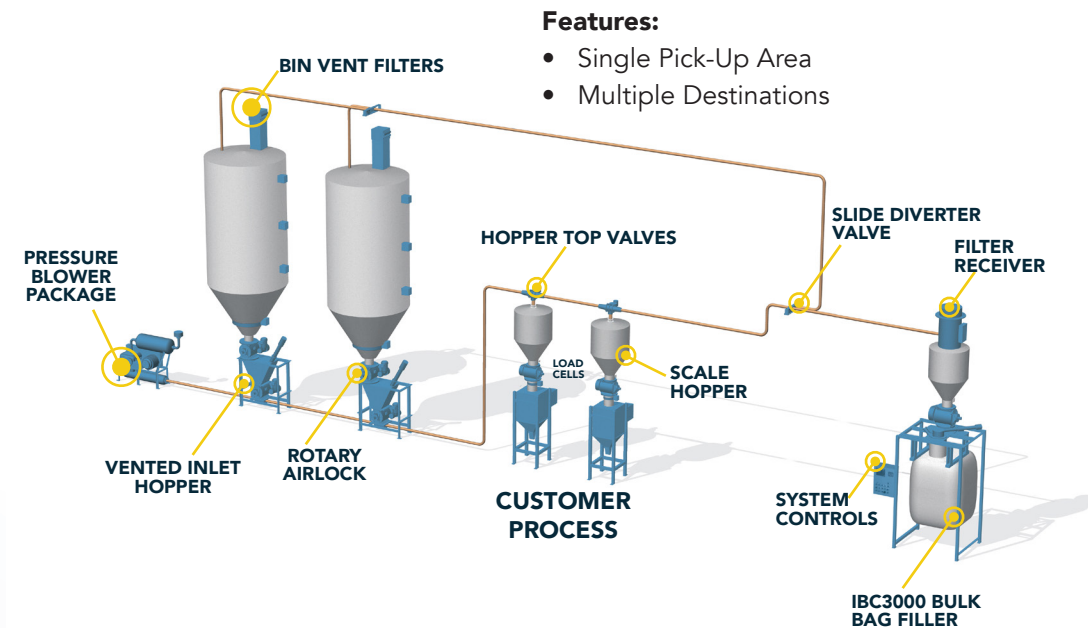 Features:
• Single Pick-Up Area
• Multiple Destinations
BIN VENT FILTERS
PRESSURE
BLOWER
PACKAGE
HOPPER TOP VALVES
SLIDE DIVERTER
VALVE
FILTER
RECEIVER
LOAD
CELLS
SCALE
HOPPER
VENTED INLET
HOPPER
ROTARY
AIRLOCK
CUSTOMER
PROCESS
SYSTEM
CONTROLS
IBC3000 BULK
BAG FILLER